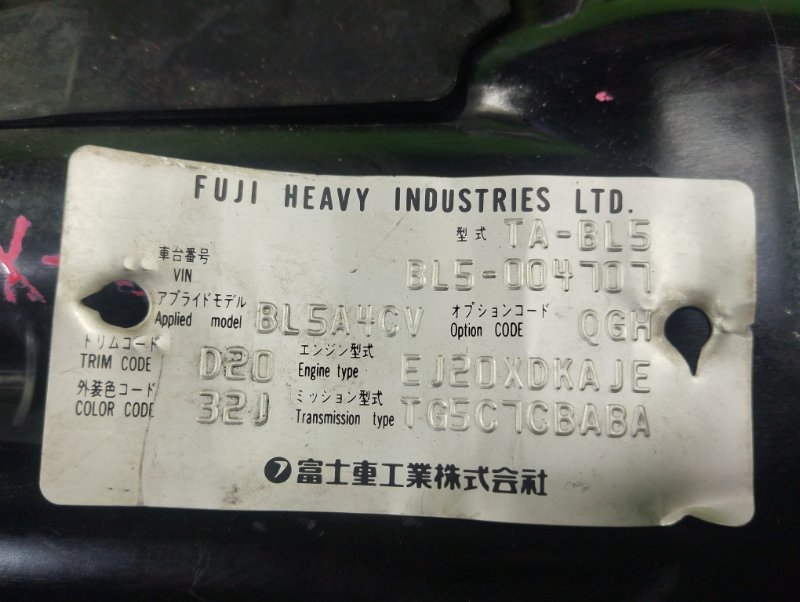 FUJI HEAVY INDUSTRIES LTD.
型式 TA-BL5
車台番号
VIN BL5-004707
アプライドモデル オプションコード
Applied model BL5A4CV Option CODE QGH
トリムコード エンジン型式
TRIM CODE D20 Engine type EJ20XDKAJE
外装色コード ミッション型式
COLOR CODE 32J Transmission type TG5C7CBABA
富士重工業株式会社